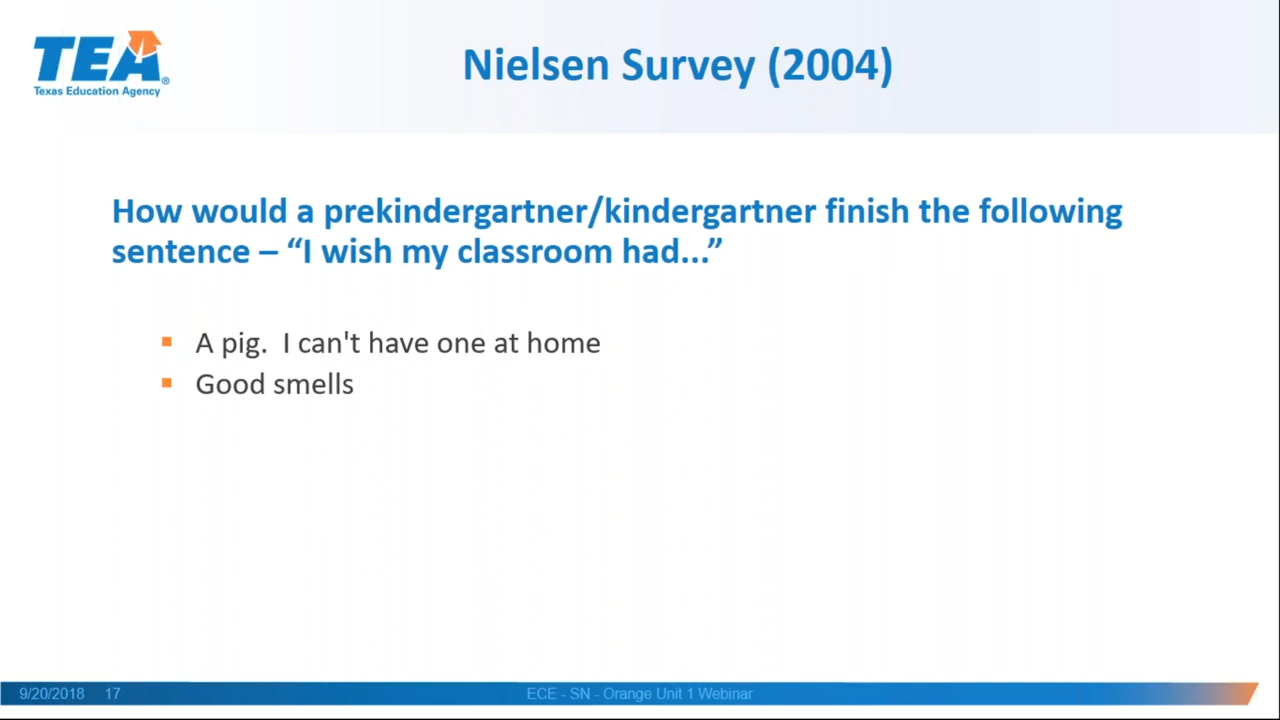 TEA®
Texas Education Agency
Nielsen Survey (2004)
How would a prekindergartner/kindergartner finish the following
sentence – “I wish my classroom had...”
▪ A pig.  I can't have one at home
▪ Good smells
9/20/2018 17 ECE - SN - Orange Unit 1 Webinar